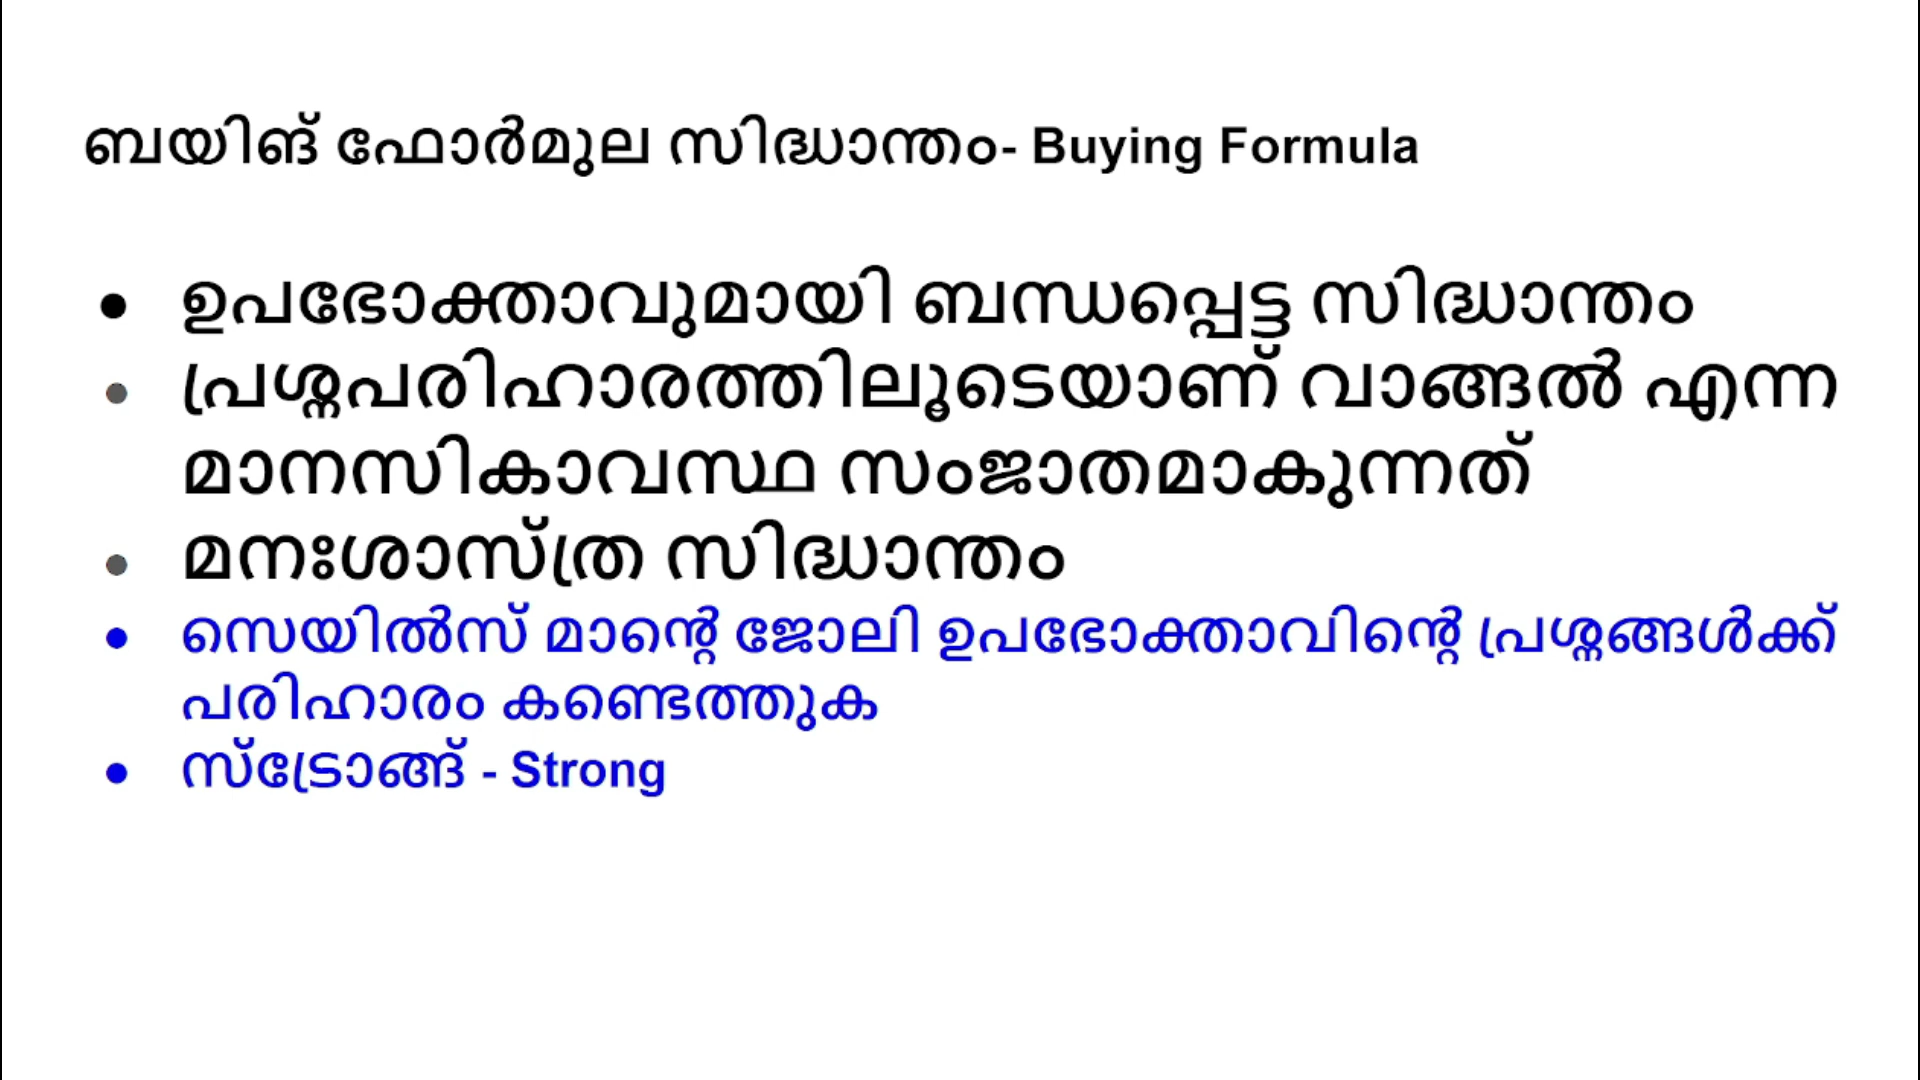 ബയിങ് ഫോർമുല സിദ്ധാന്തം- Buying Formula
● ഉപഭോക്താവുമായി ബന്ധപ്പെട്ട സിദ്ധാന്തം
● പ്രശ്നപരിഹാരത്തിലൂടെയാണ് വാങ്ങൽ എന്ന
മാനസികാവസ്ഥ സംജാതമാകുന്നത്
● മനഃശാസ്ത്ര സിദ്ധാന്തം
● സെയിൽസ് മാന്റെ ജോലി ഉപഭോക്താവിന്റെ പ്രശ്നങ്ങൾക്ക്
പരിഹാരം കണ്ടെത്തുക
● സ്ട്രോങ്ങ് - Strong